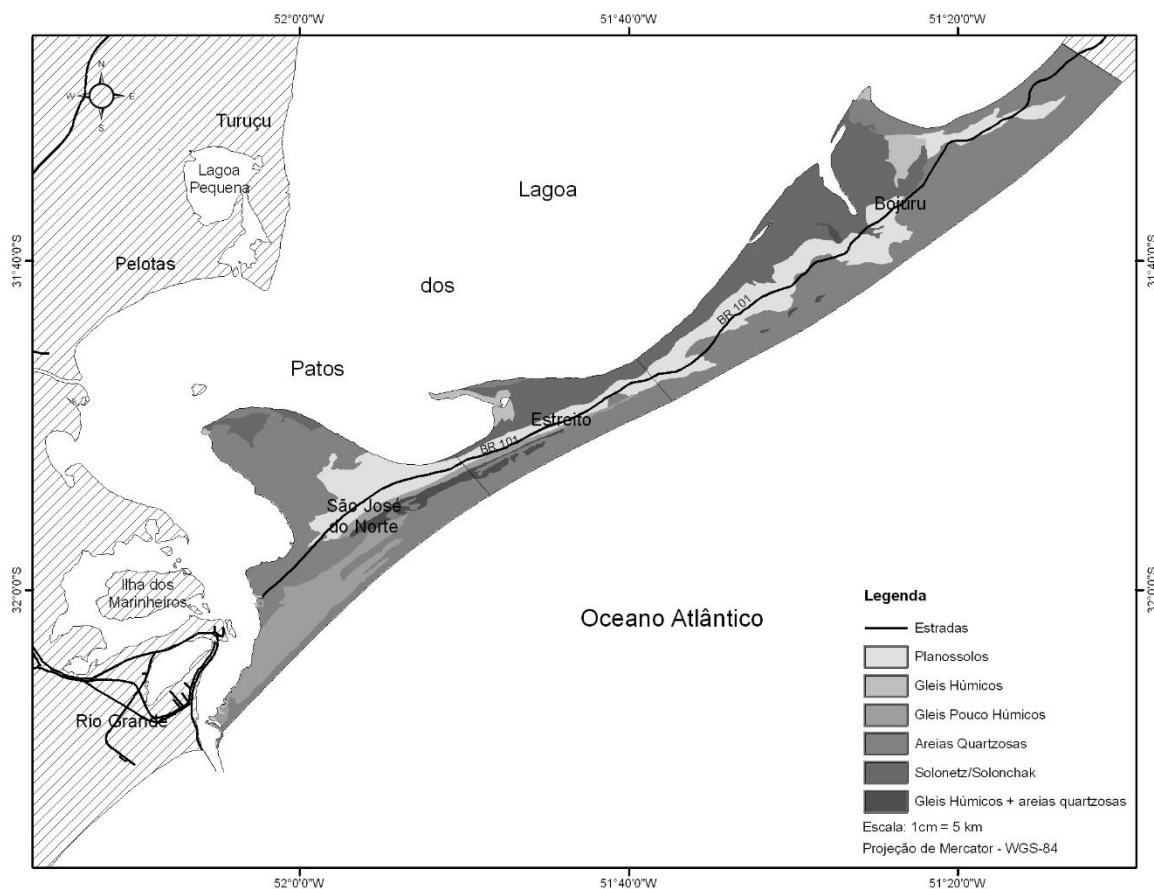 52°0'0"W
51°40'0"W
51°20'0"W
N
W
E
S
Turuçu
Lagoa
Pequena
Lagoa
Bojuru
Pelotas
31°40'0"S
31°40'0"S
dos
BR 101
Patos
Estreito
BR 101
São José
do Norte
Ilha dos
Marinheiros
32°0'0"S
32°0'0"S
Oceano Atlântico
Rio Grande
Legenda
Estradas
Planossolos
Gleis Húmicos
Gleis Pouco Húmicos
Areias Quartzosas
Solonetz/Solonchak
Gleis Húmicos + areias quartzosas
Escala: 1cm = 5 km
Projeção de Mercator - WGS-84
52°0'0"W
51°40'0"W
51°20'0"W